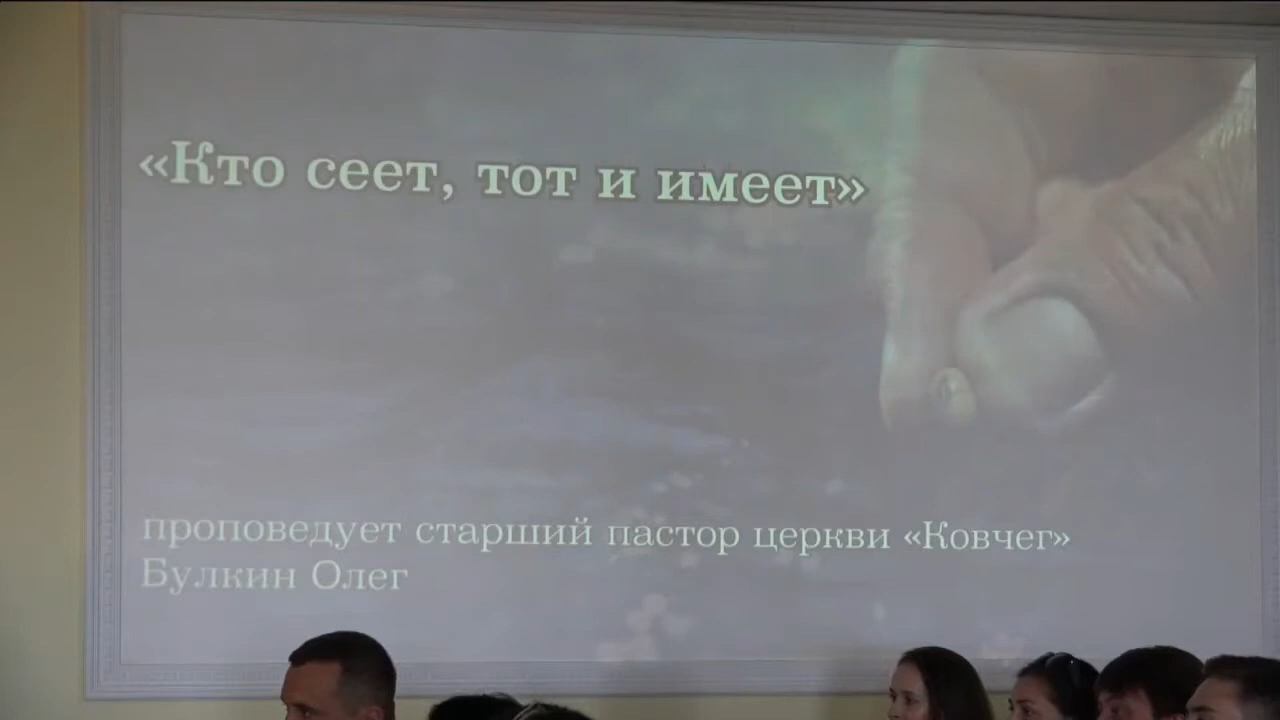 «Кто сеет, тот и имеет»
проповедует старший пастор церкви «Ковчег»
Булкин Олег